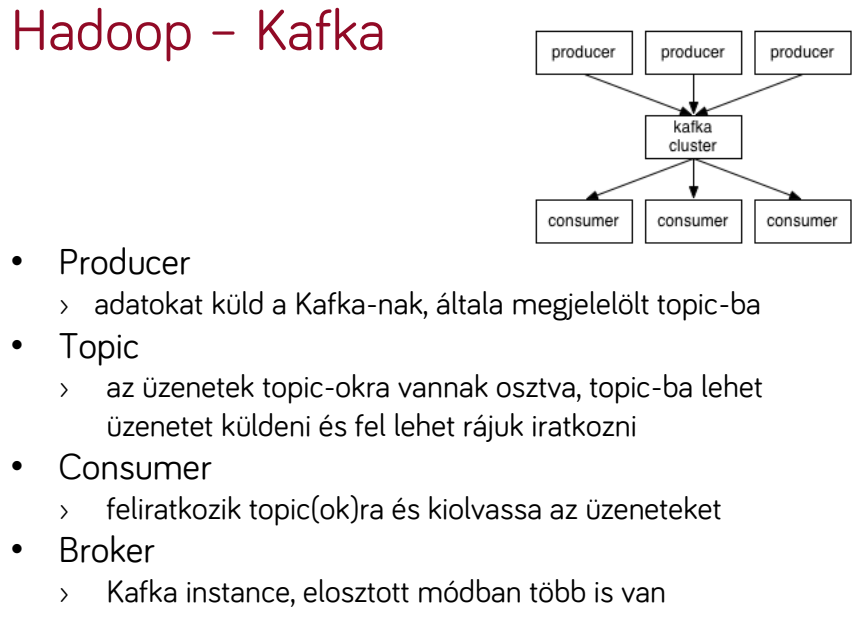 Hadoop – Kafka
producer producer producer
kafka
cluster
consumer consumer consumer
• Producer
› adatokat küld a Kafka-nak, általa megjelelölt topic-ba
• Topic
› az üzenetek topic-okra vannak osztva, topic-ba lehet
üzenetet küldeni és fel lehet rájuk iratkozni
• Consumer
› feliratkozik topic(ok)ra és kiolvassa az üzeneteket
• Broker
› Kafka instance, elosztott módban több is van